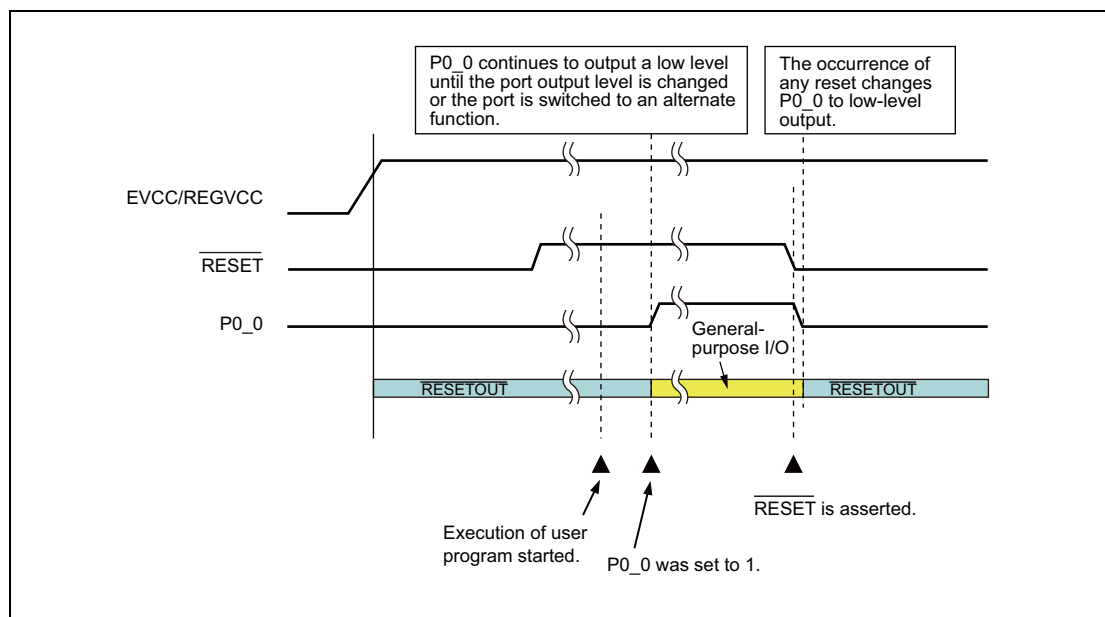 P0_0 continues to output a low level
until the port output level is changed
or the port is switched to an alternate
function.
The occurrence of
any reset changes
P0_0 to low-level
output.
EVCC/REGVCC
RESET
P0_0
General-
purpose I/O
RESETOUT
RESETOUT
Execution of user
program started.
P0_0 was set to 1.
RESET is asserted.